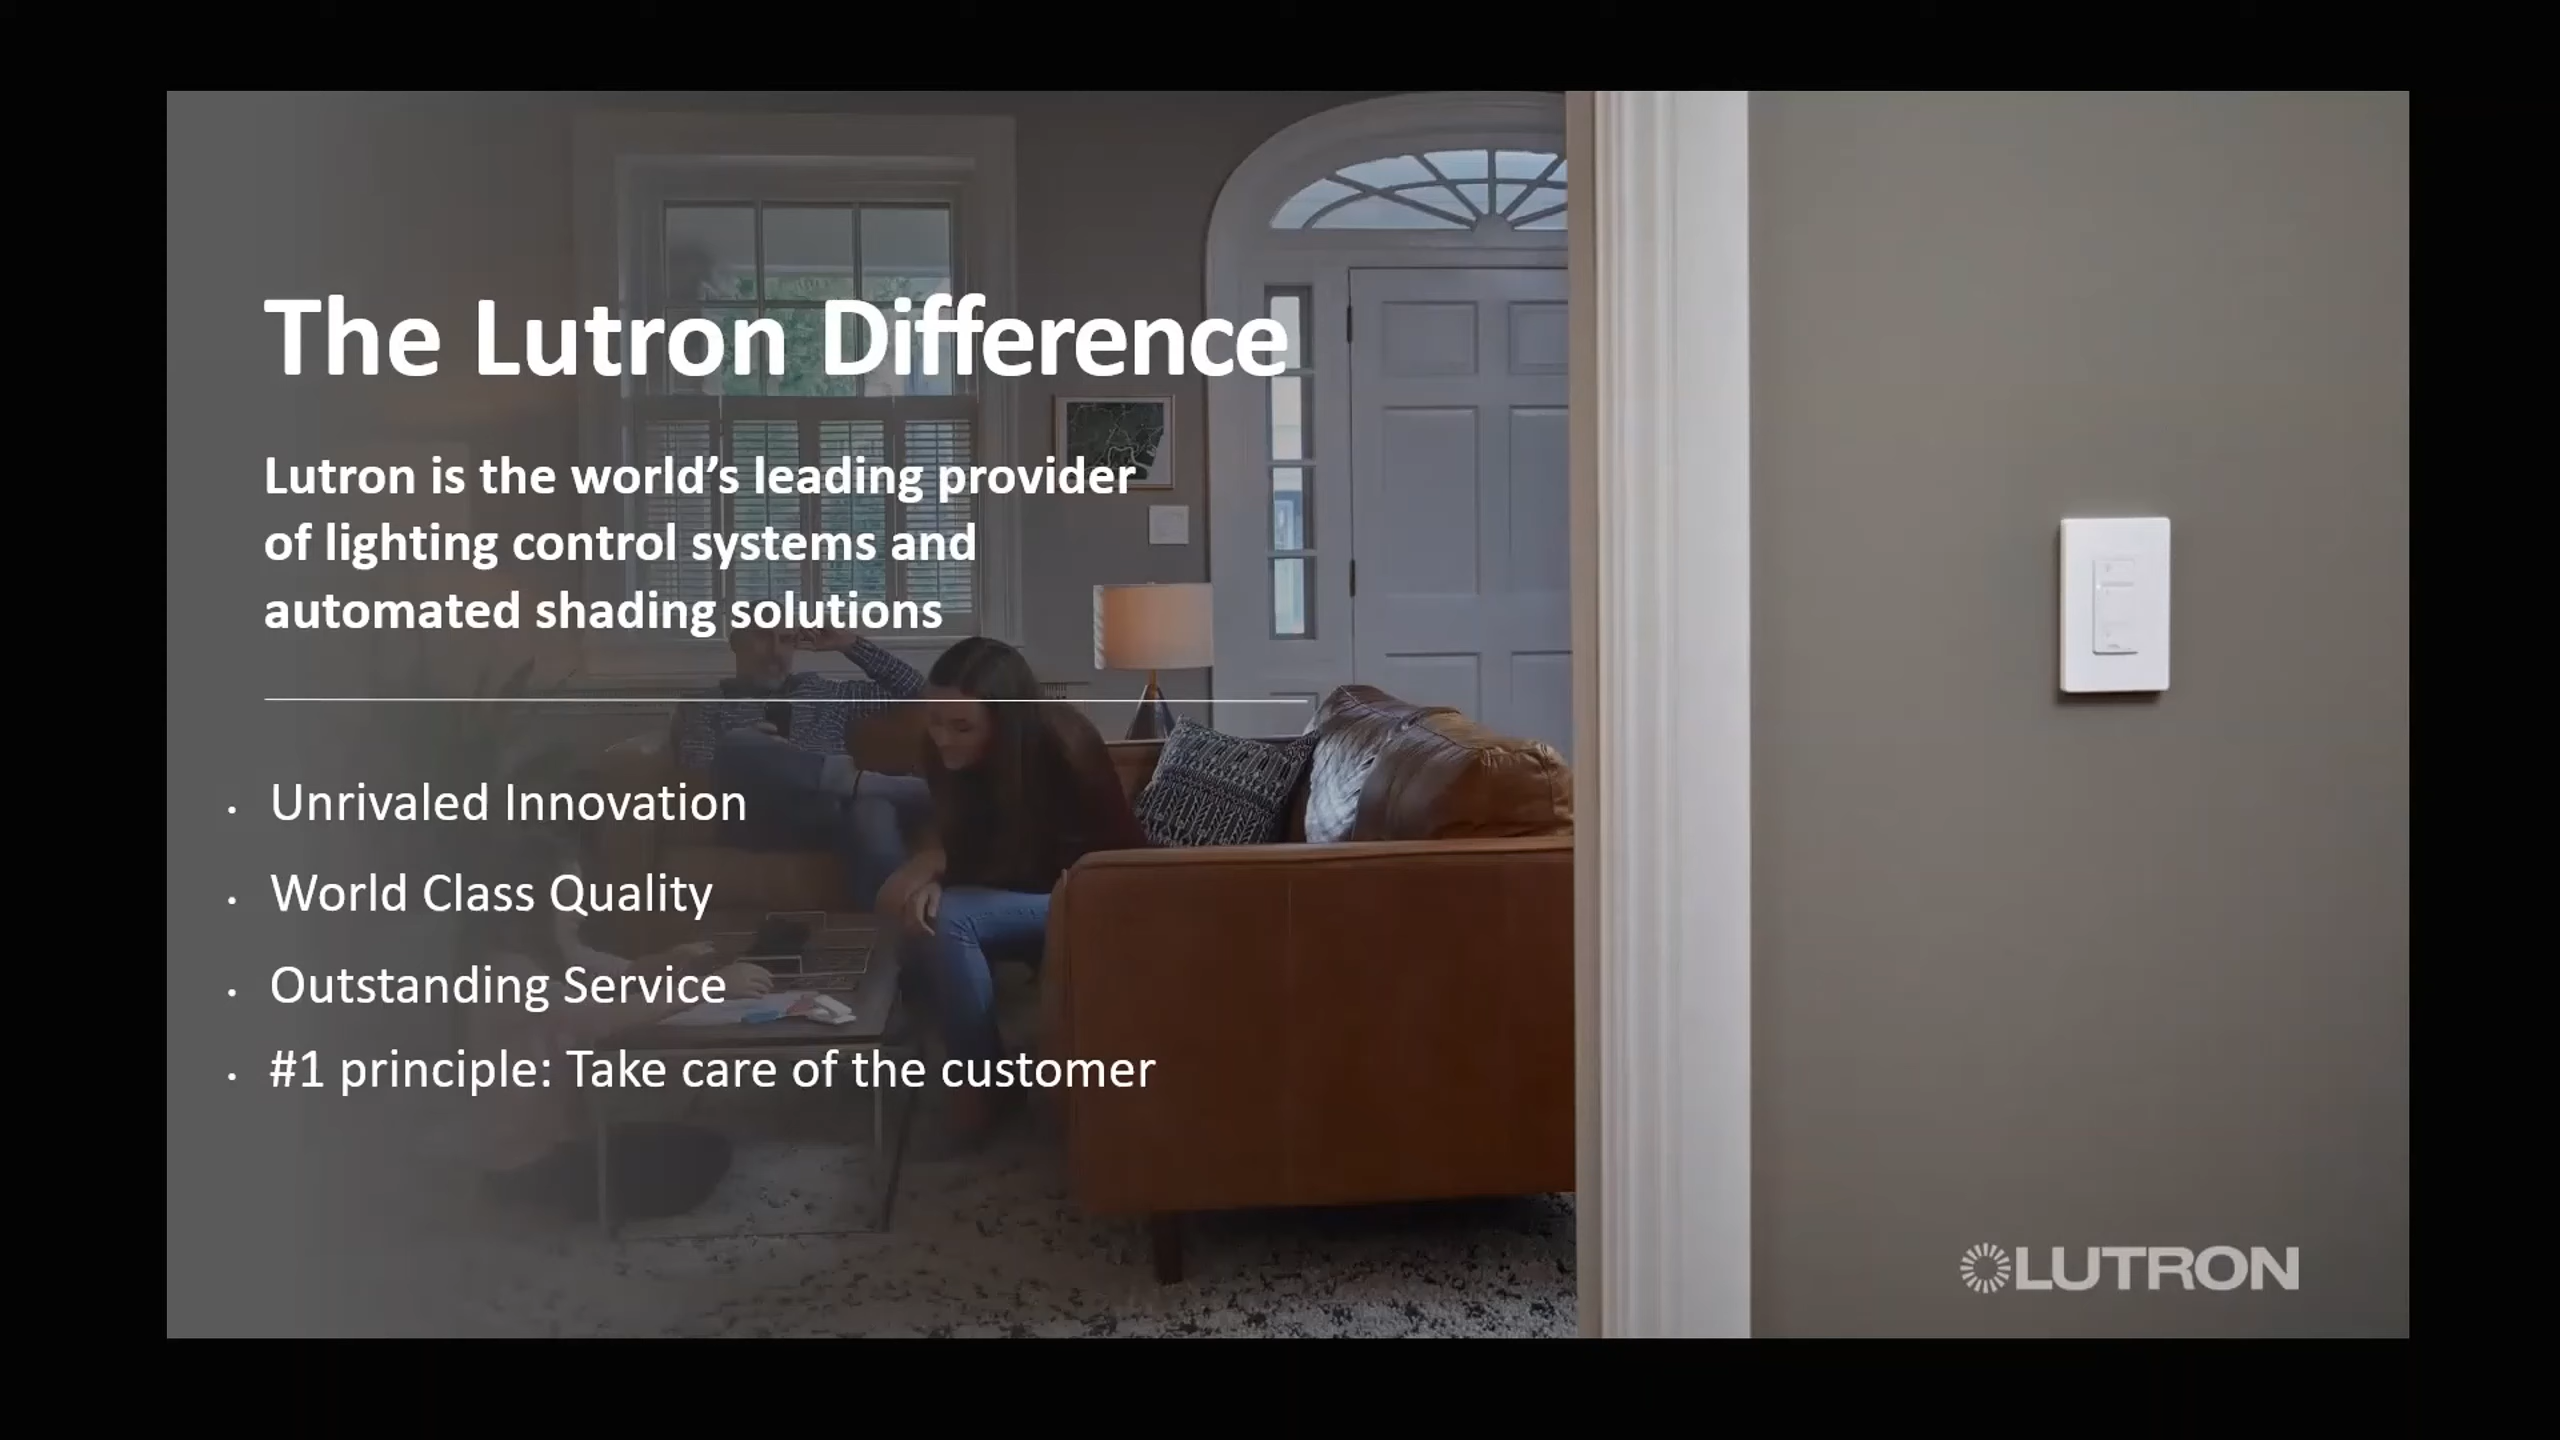 The Lutron Difference
Lutron is the world’s leading provider
of lighting control systems and
automated shading solutions
• Unrivaled Innovation
• World Class Quality
• Outstanding Service
• #1 principle: Take care of the customer
LUTRON